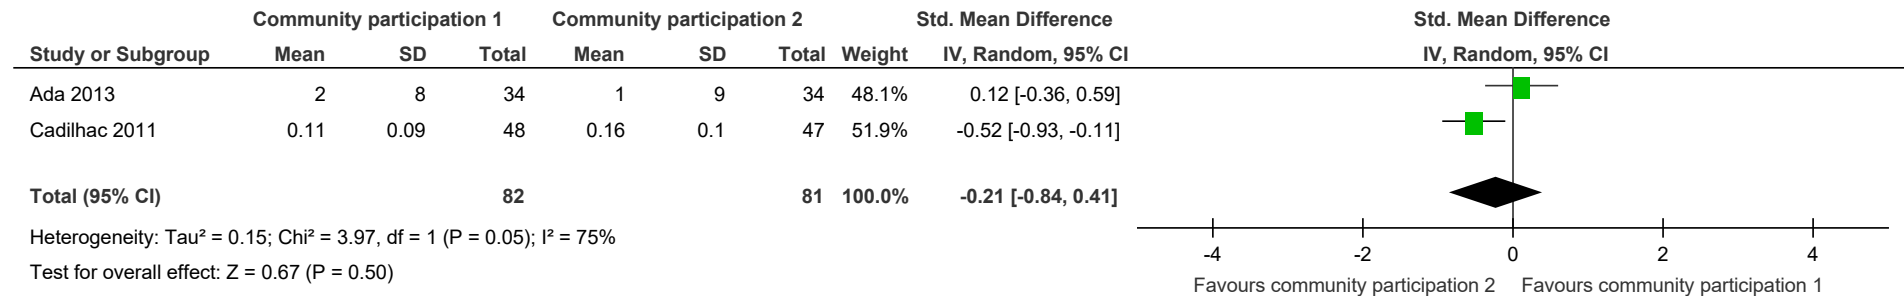 Community participation 1 Community participation 2 Std. Mean Difference Std. Mean Difference
Study or Subgroup Mean SD Total Mean SD Total Weight IV, Random, 95% CI IV, Random, 95% CI
Ada 2013 2 8 34 1 9 34 48.1% 0.12 [-0.36, 0.59]
Cadilhac 2011 0.11 0.09 48 0.16 0.1 47 51.9% -0.52 [-0.93, -0.11]
Total (95% CI) 82 81 100.0% -0.21 [-0.84, 0.41]
Heterogeneity: Tau² = 0.15; Chi² = 3.97, df = 1 (P = 0.05); I² = 75%
Test for overall effect: Z = 0.67 (P = 0.50)
-4 -2 0 2 4
Favours community participation 2 Favours community participation 1